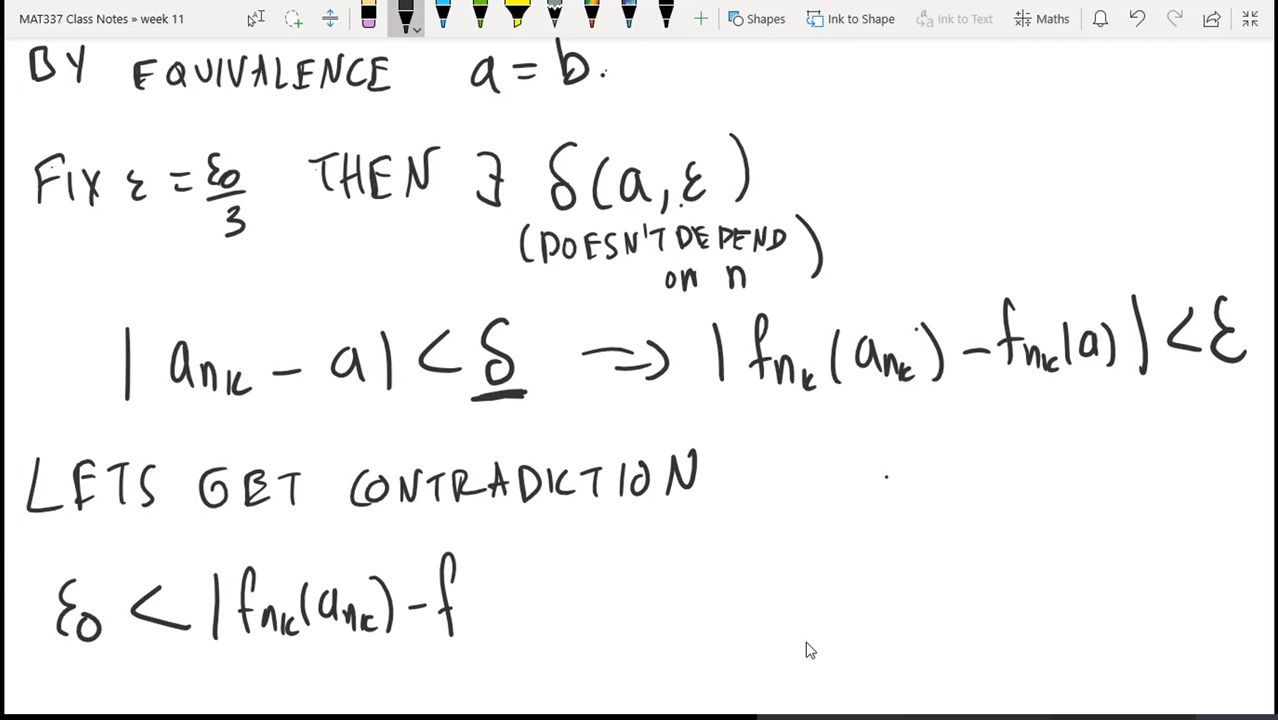 MAT337 Class Notes » week 11
Shapes Ink to Shape Ink to Text Maths
BY EQUIVALENCE a = b.
FIX ε = ε₀/3 THEN ∃ δ(a, ε)
(DOESN'T DEPEND
on n)
| a_{n_k} - a | < δ ⇒ | f_{n_k}(a_{n_k}) - f_{n_k}(a) | < ε
LETS GET CONTRADICTION
ε₀ < | f_{n_k}(a_{n_k}) - f